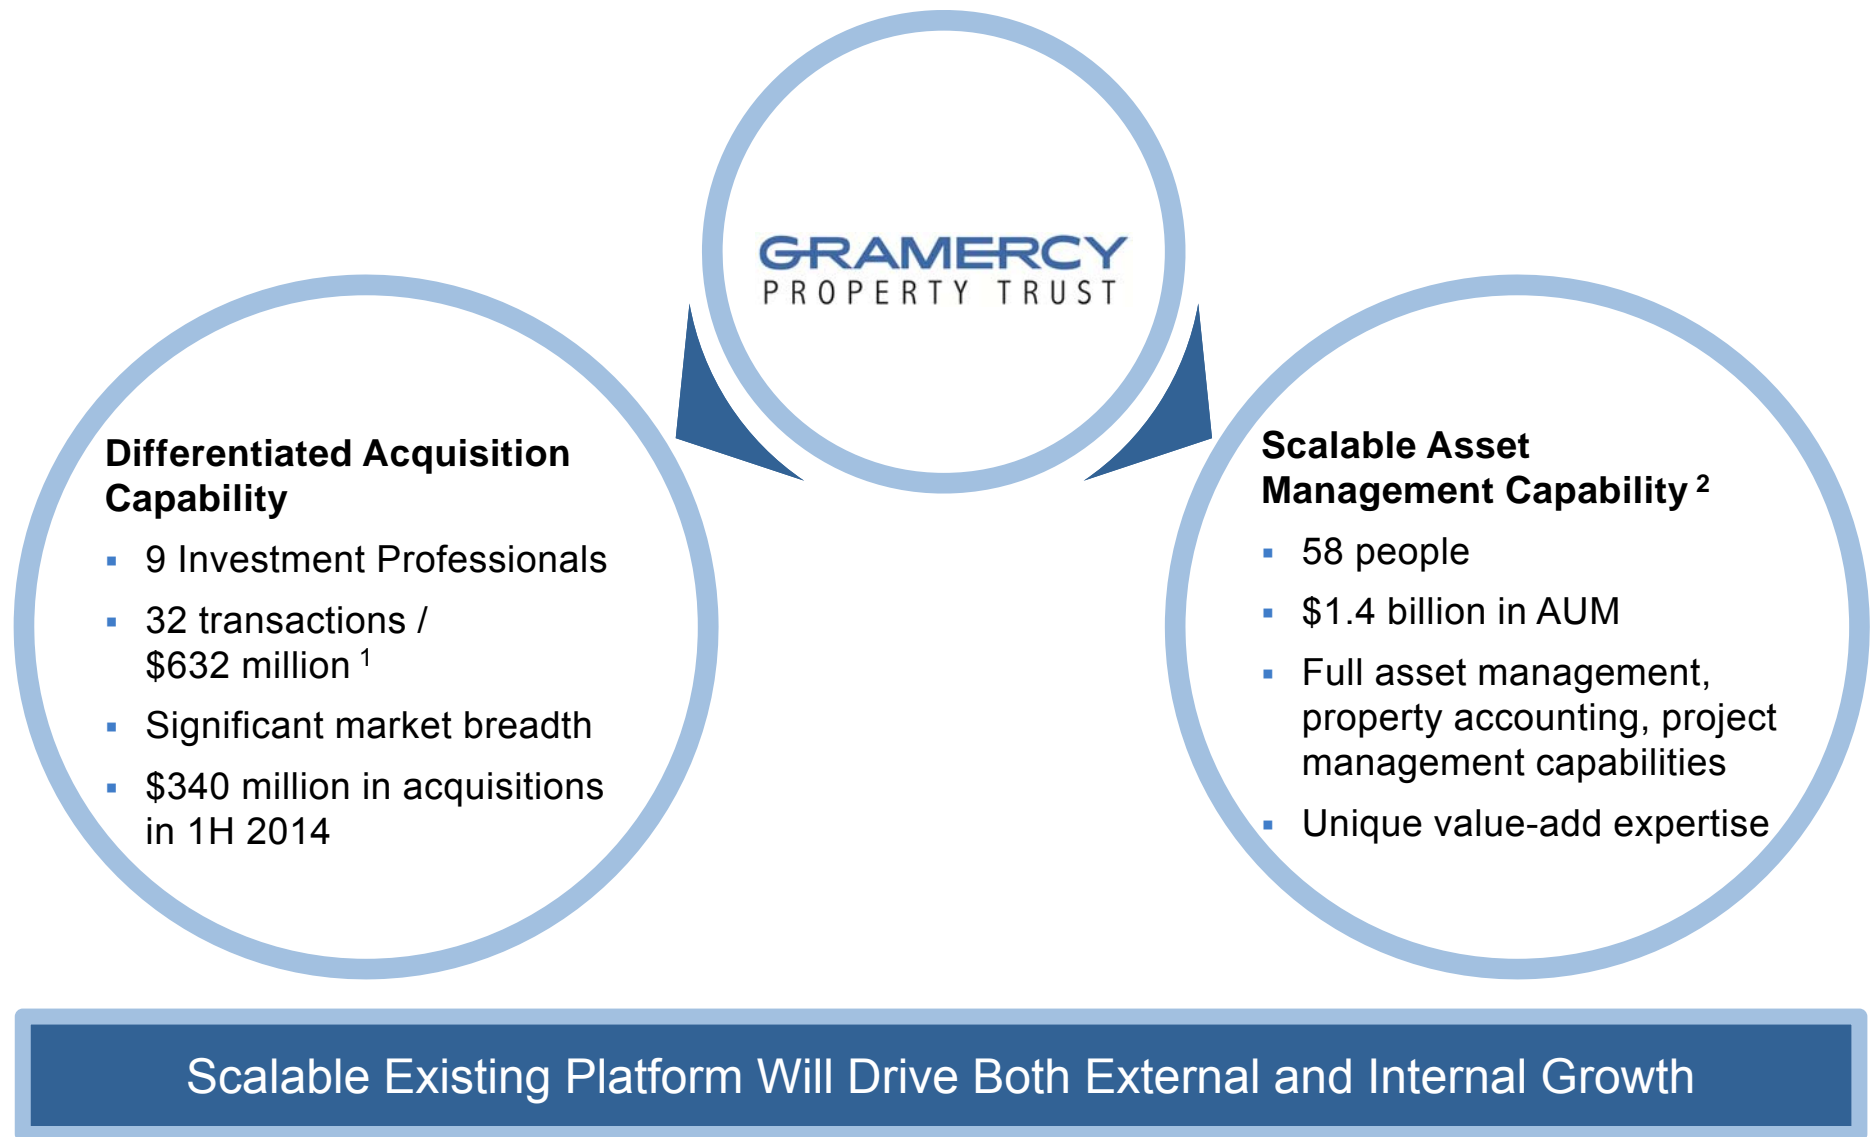 GRAMERCY
PROPERTY TRUST
Differentiated Acquisition
Capability
▪ 9 Investment Professionals
▪ 32 transactions /
$632 million 1
▪ Significant market breadth
▪ $340 million in acquisitions
in 1H 2014
Scalable Asset
Management Capability 2
▪ 58 people
▪ $1.4 billion in AUM
▪ Full asset management,
property accounting, project
management capabilities
▪ Unique value-add expertise
Scalable Existing Platform Will Drive Both External and Internal Growth